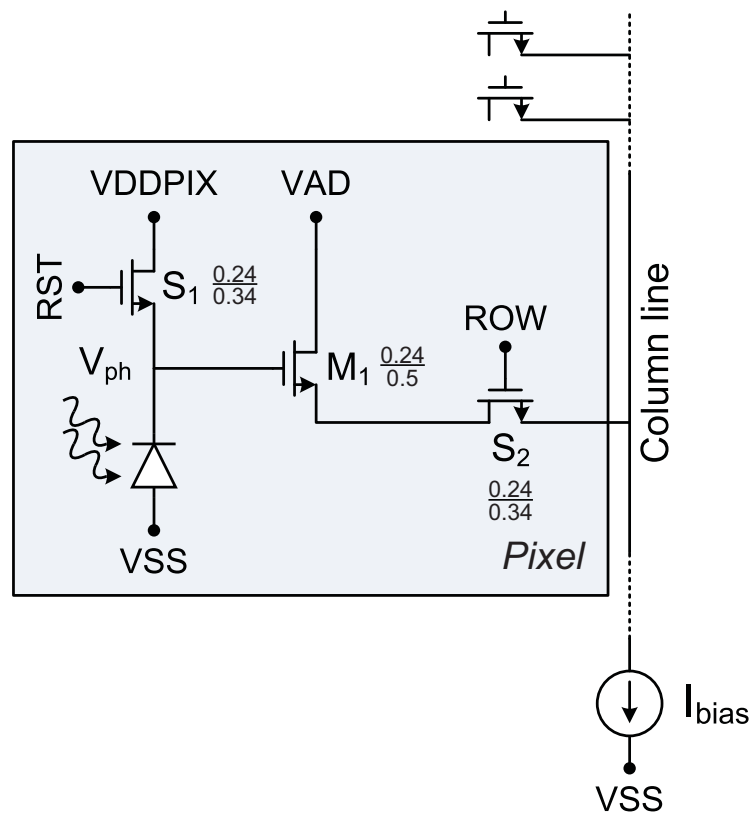 VDDPIX
VAD
RST
S1
0.24
0.34
Vph
M1
0.24
0.5
ROW
S2
0.24
0.34
VSS
Pixel
Column line
Ibias
VSS